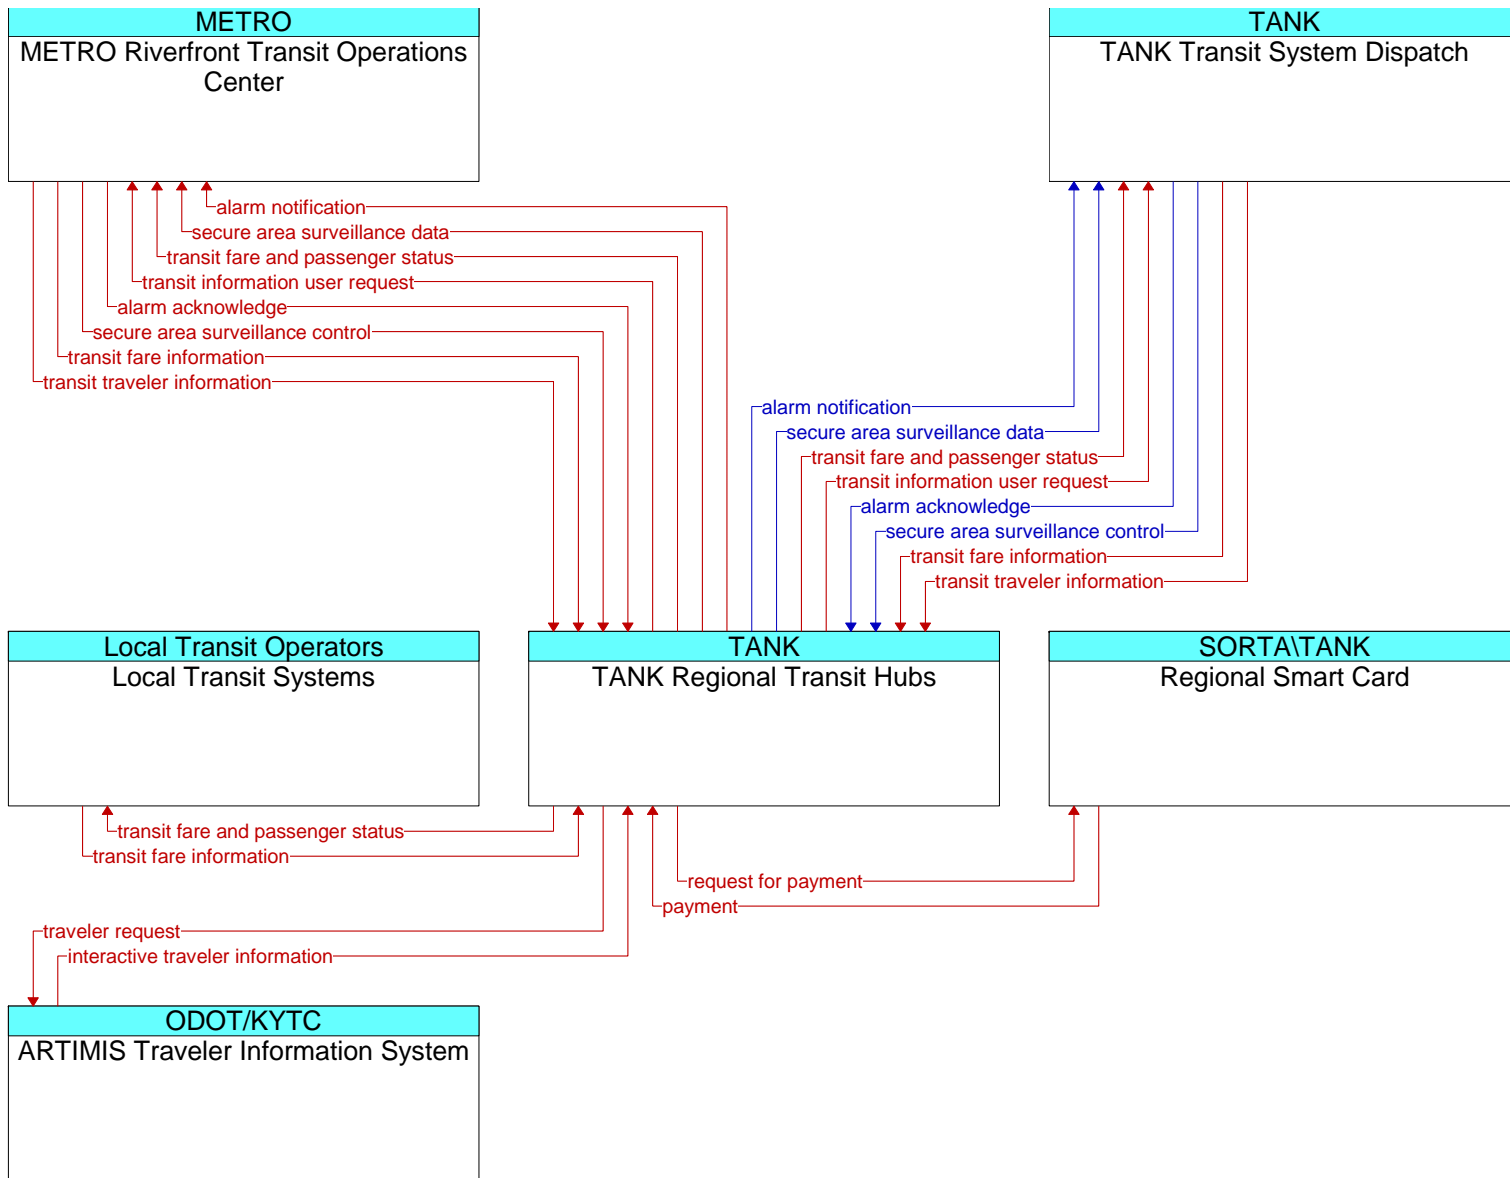 METRO
METRO Riverfront Transit Operations
Center
TANK
TANK Transit System Dispatch
alarm notification
secure area surveillance data
transit fare and passenger status
transit information user request
alarm acknowledge
secure area surveillance control
transit fare information
transit traveler information
alarm notification
secure area surveillance data
transit fare and passenger status
transit information user request
alarm acknowledge
secure area surveillance control
transit fare information
transit traveler information
Local Transit Operators
Local Transit Systems
TANK
TANK Regional Transit Hubs
SORTA\TANK
Regional Smart Card
transit fare and passenger status
transit fare information
request for payment
payment
traveler request
interactive traveler information
ODOT/KYTC
ARTIMIS Traveler Information System